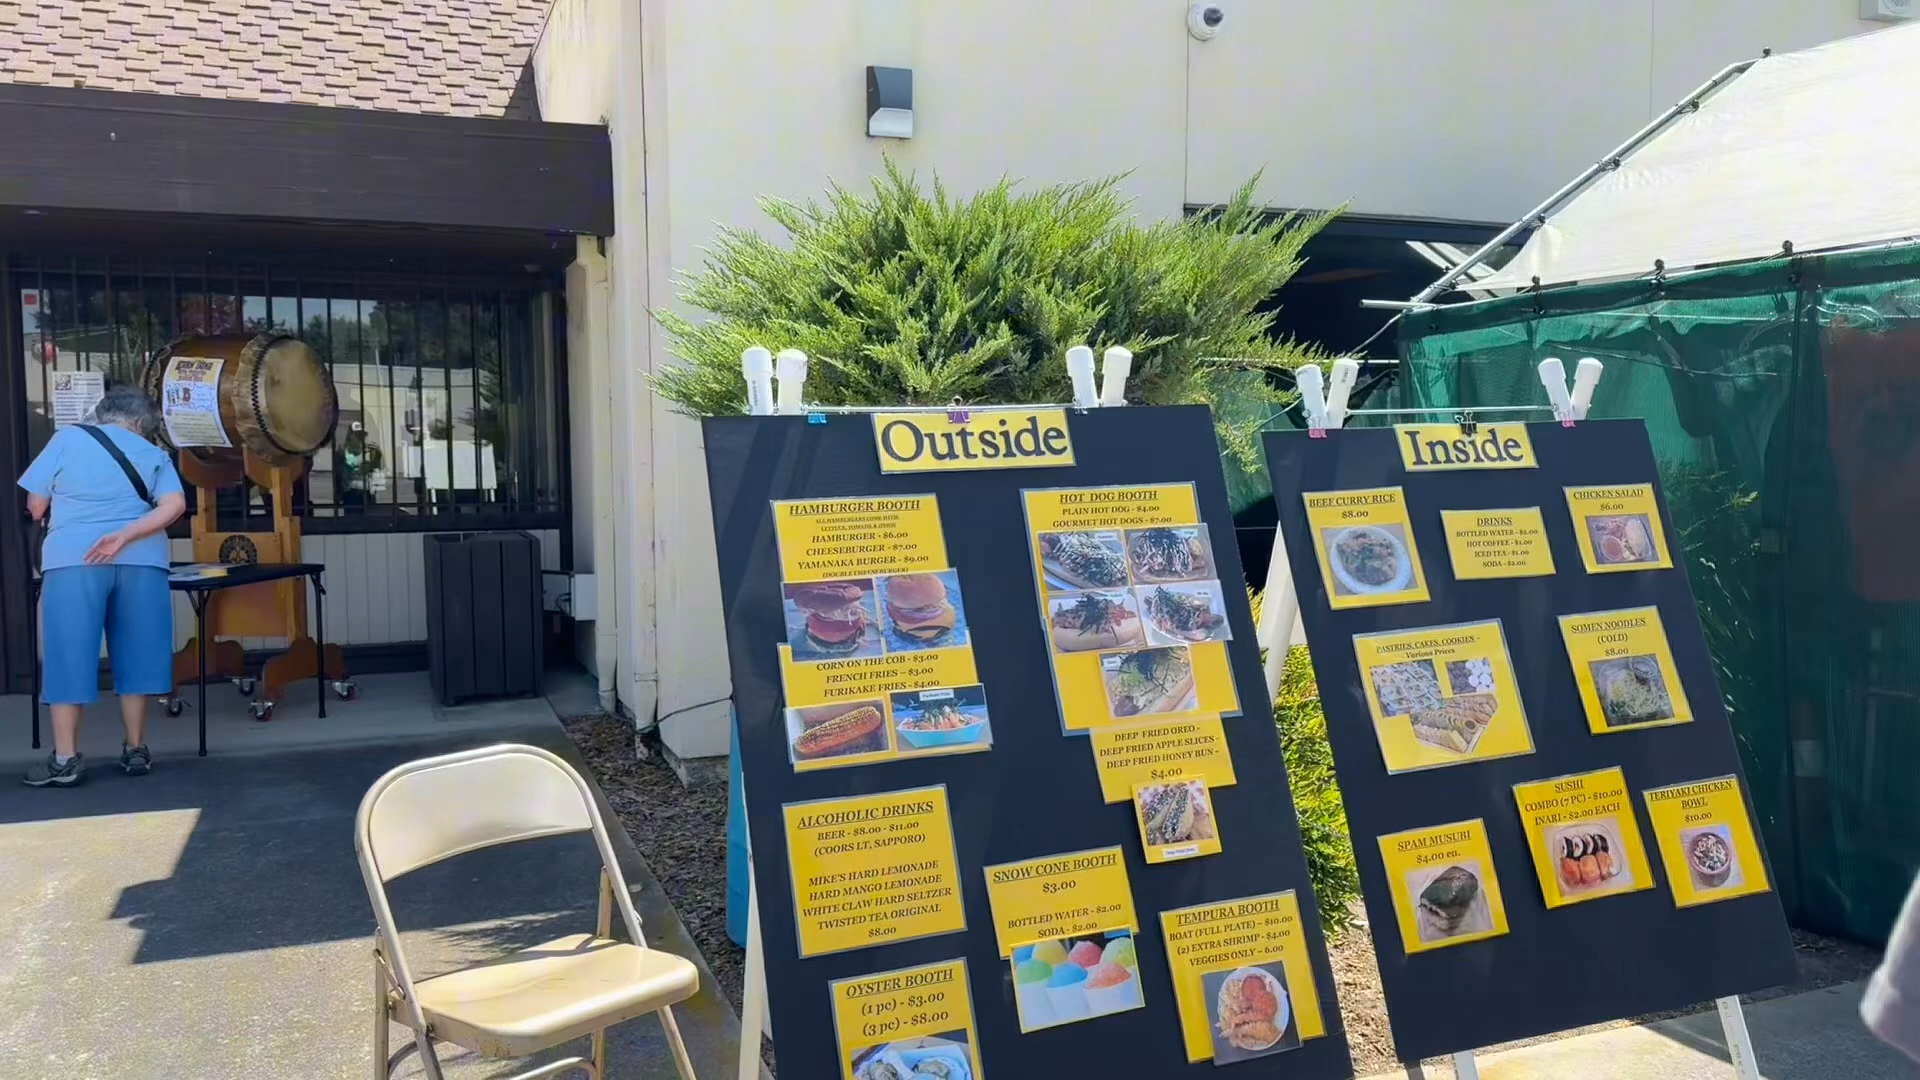 Outside
HAMBURGER BOOTH
ALL HAMBURGERS COME WITH:
LETTUCE, TOMATO, & ONION
HAMBURGER - $6.00
CHEESEBURGER - $7.00
YAMANAKA BURGER - $9.00
(DOUBLE CHEESEBURGER)
CORN ON THE COB - $3.00
FRENCH FRIES – $3.00
FURIKAKE FRIES - $4.00
Furikake Fries
HOT DOG BOOTH
PLAIN HOT DOG - $4.00
GOURMET HOT DOGS - $7.00
DEEP FRIED OREO -
DEEP FRIED APPLE SLICES -
DEEP FRIED HONEY BUN –
$4.00
ALCOHOLIC DRINKS
BEER - $8.00 - $11.00
(COORS LT, SAPPORO)
MIKE'S HARD LEMONADE
HARD MANGO LEMONADE
WHITE CLAW HARD SELTZER
TWISTED TEA ORIGINAL
$8.00
SNOW CONE BOOTH
$3.00
BOTTLED WATER - $2.00
SODA - $2.00
TEMPURA BOOTH
BOAT (FULL PLATE) – $10.00
(2) EXTRA SHRIMP - $4.00
VEGGIES ONLY – 6.00
OYSTER BOOTH
(1 pc) - $3.00
(3 pc) - $8.00
Inside
BEEF CURRY RICE
$8.00
DRINKS
BOTTLED WATER - $2.00
HOT COFFEE - $1.00
ICED TEA - $1.00
SODA - $2.00
CHICKEN SALAD
$6.00
PASTRIES, CAKES, COOKIES –
Various Prices
SOMEN NOODLES
(COLD)
$8.00
SPAM MUSUBI
$4.00 ea.
SUSHI
COMBO (7 PC) - $10.00
INARI - $2.00 EACH
TERIYAKI CHICKEN
BOWL
$10.00